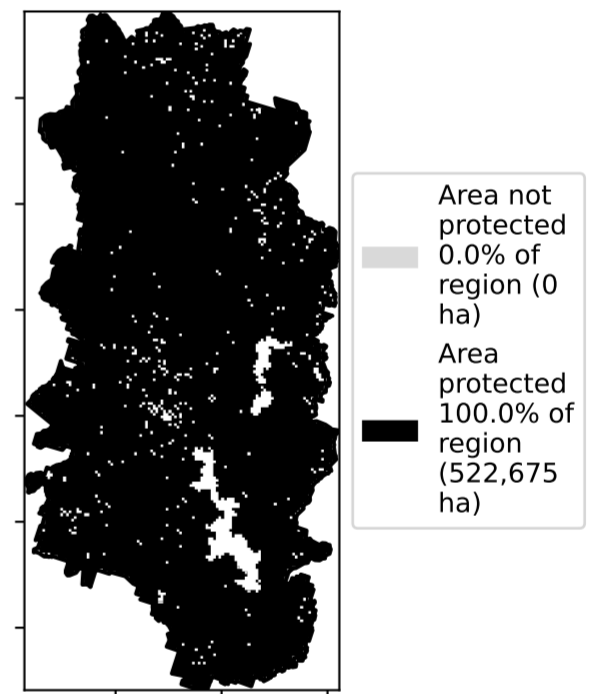 Area not
protected
0.0% of
region (0
ha)
Area
protected
100.0% of
region
(522,675
ha)